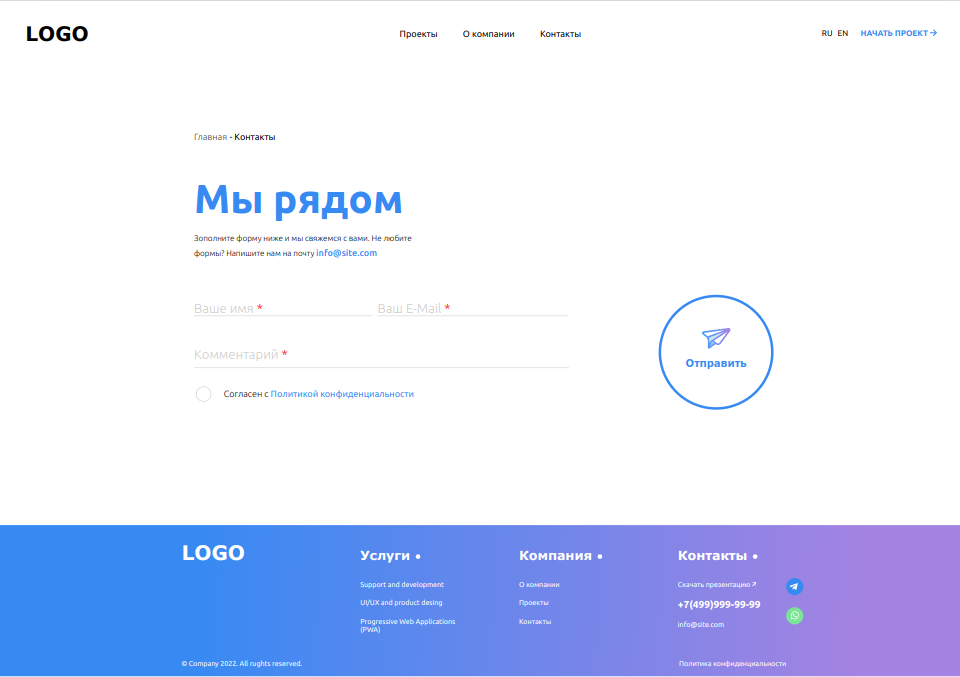 LOGO
Проекты О компании Контакты
RU EN НАЧАТЬ ПРОЕКТ →
Главная - Контакты
Мы рядом
Зополните форму ниже и мы свяжемся с вами. Не любите
формы? Напишите нам на почту info@site.com
Ваше имя * Ваш E-Mail *
Комментарий *
Согласен с Политикой конфиденциальности
Отправить
LOGO
Услуги •
Support and development
UI/UX and product desing
Progressive Web Applications
(PWA)
Компания •
О компании
Проекты
Контакты
Контакты •
Скачать презентацию ↗
+7(499)999-99-99
info@site.com
© Company 2022. All rughts reserved.
Политика конфиденциальности